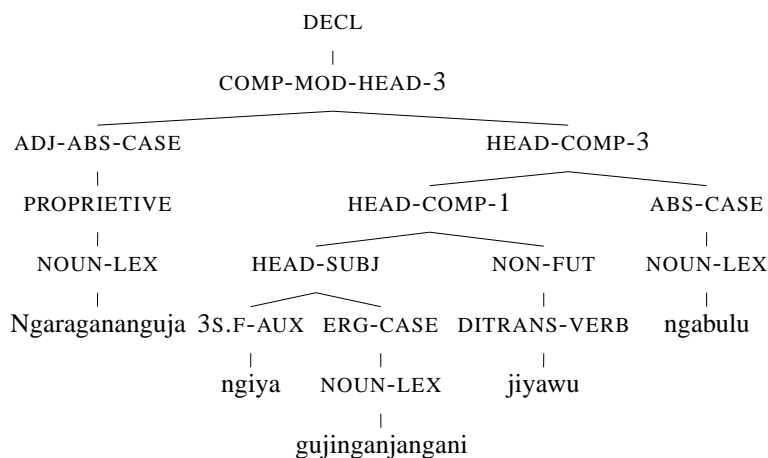 DECL
COMP-MOD-HEAD-3
ADJ-ABS-CASE HEAD-COMP-3
PROPRIETIVE HEAD-COMP-1 ABS-CASE
NOUN-LEX HEAD-SUBJ NON-FUT NOUN-LEX
Ngaragananguja 3S.F-AUX ERG-CASE DITRANS-VERB ngabulu
ngiya NOUN-LEX jiyawu
gujinganjangani